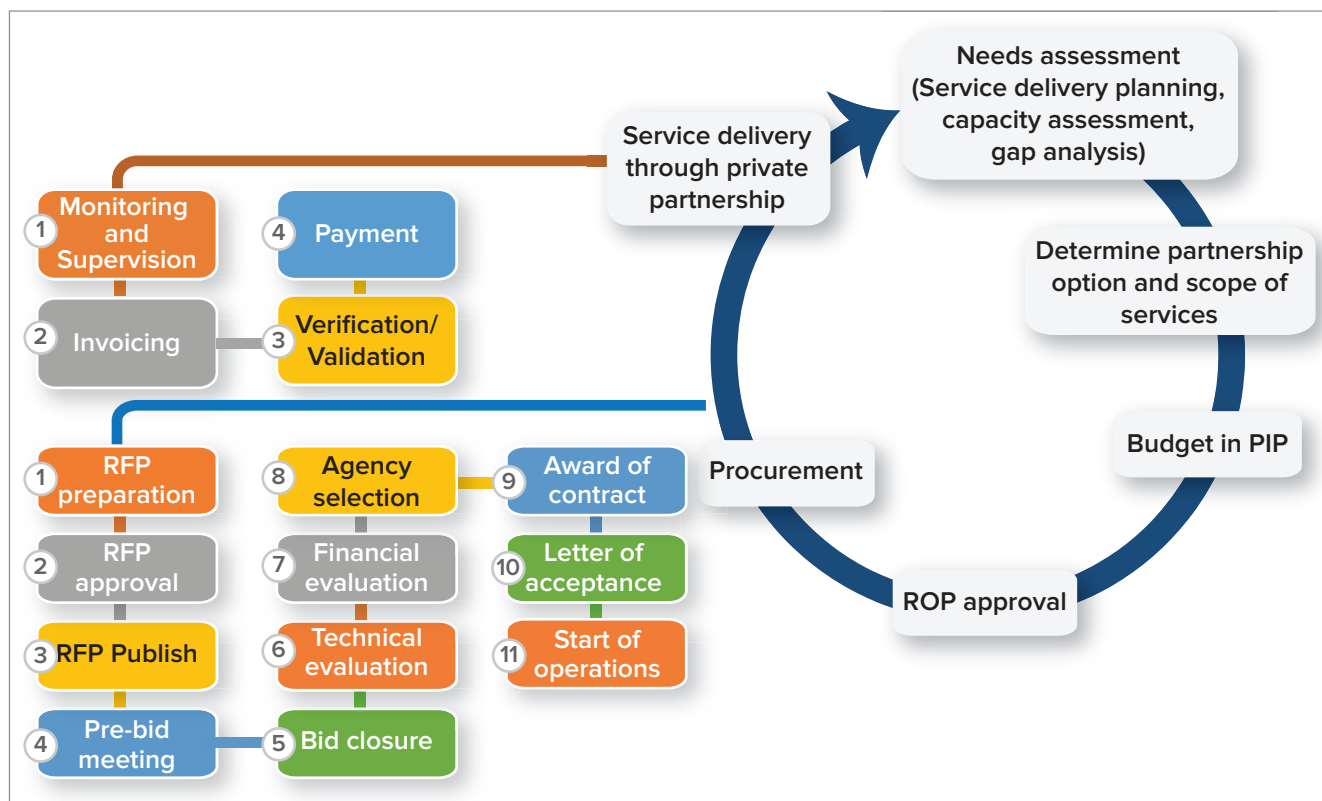 Needs assessment
(Service delivery planning,
capacity assessment,
gap analysis)
Service delivery
through private
partnership
Determine partnership
option and scope of
services
Budget in PIP
ROP approval
Procurement
1
Monitoring
and
Supervision
2
Invoicing
3
Verification/
Validation
4
Payment
1
RFP
preparation
2
RFP
approval
3
RFP Publish
4
Pre-bid
meeting
5
Bid closure
6
Technical
evaluation
7
Financial
evaluation
8
Agency
selection
9
Award of
contract
10
Letter of
acceptance
11
Start of
operations